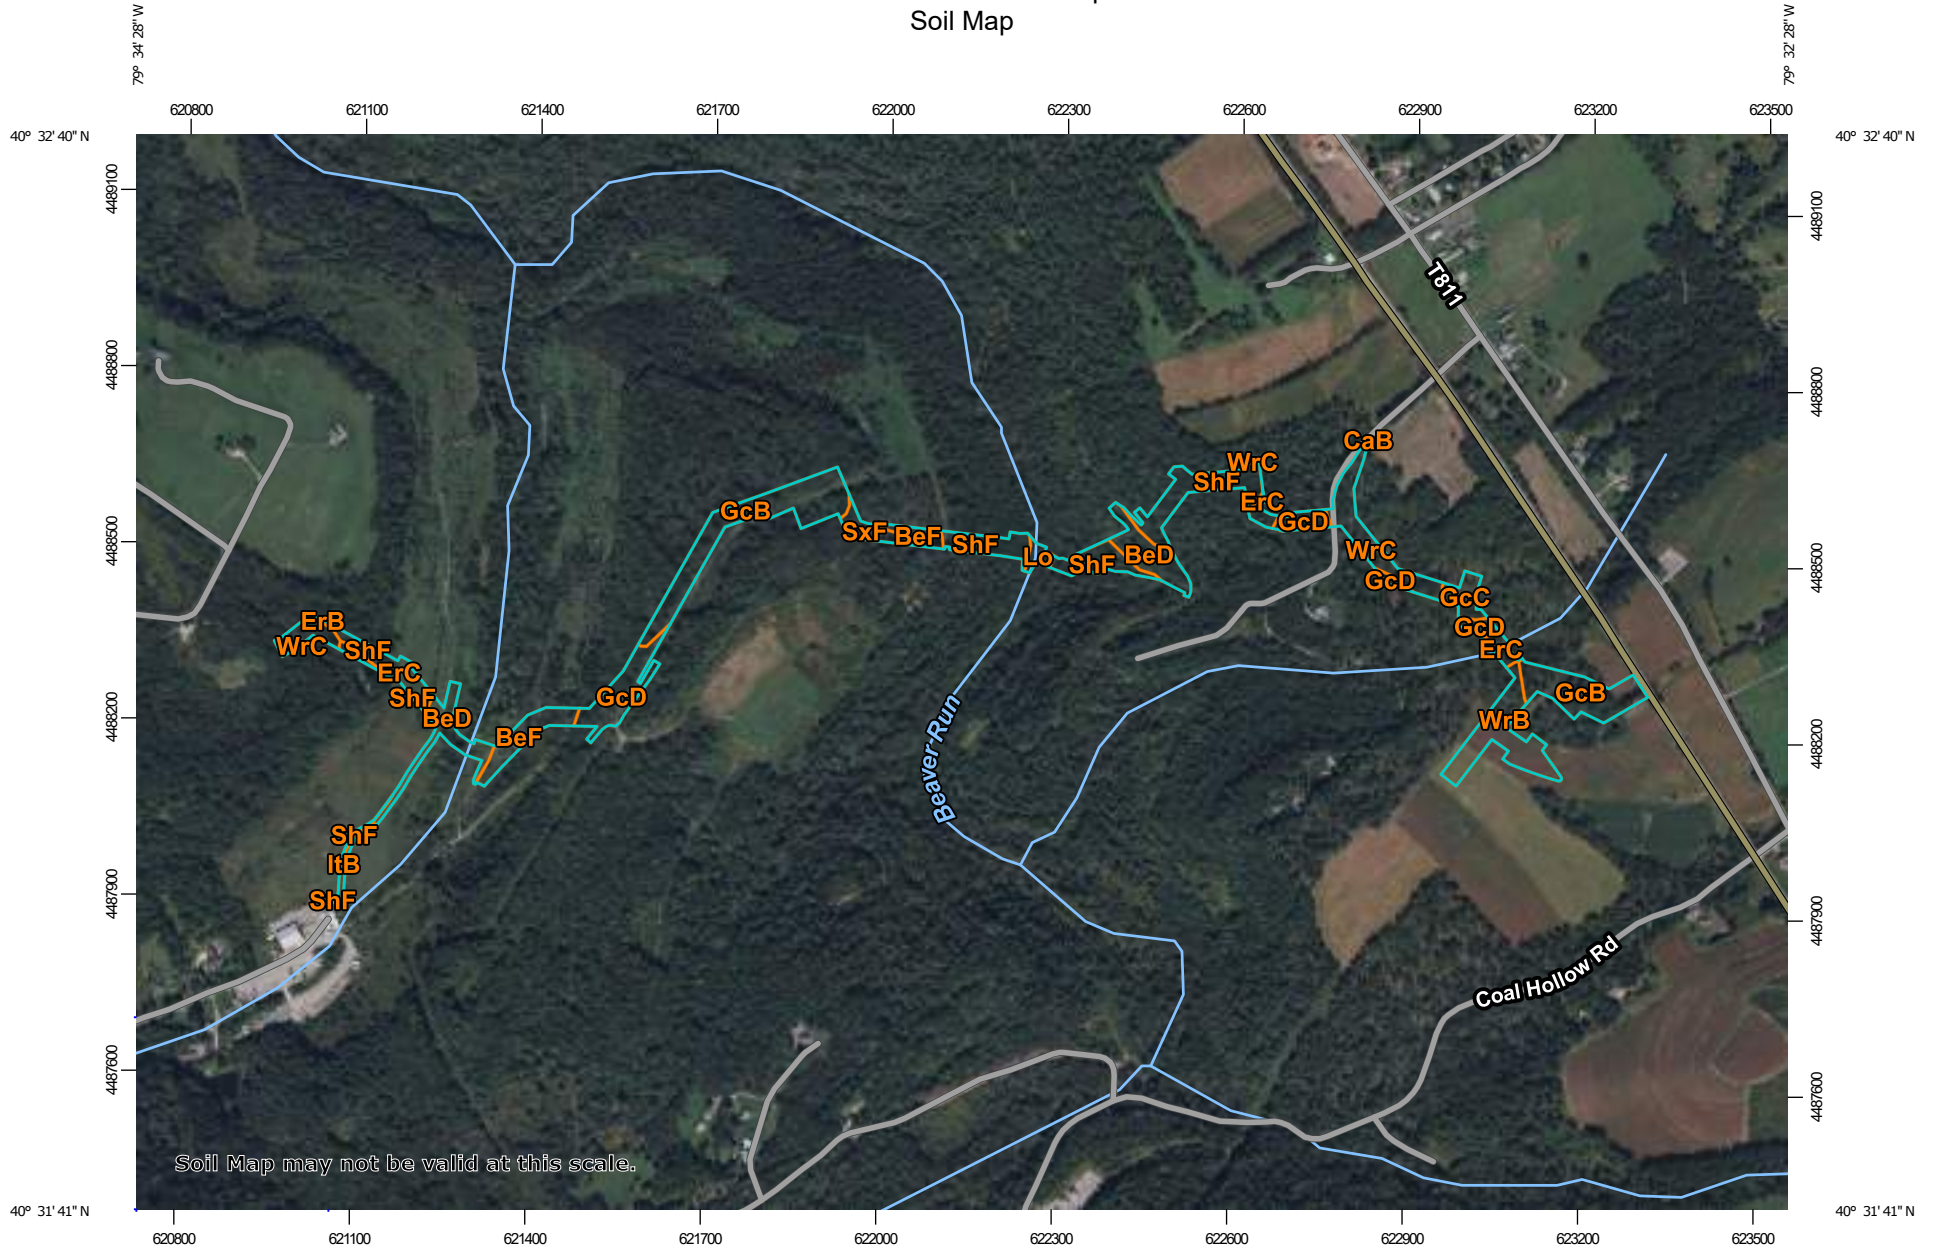 Soil Map
79° 34' 28'' W
79° 32' 28'' W
620800 621100 621400 621700 622000 622300 622600 622900 623200 623500
40° 32' 40'' N
40° 32' 40'' N
4489100
4489100
T811
4488800
4488800
CaB
WrC
ShF
ErC
GcB
GcD
SxF
BeF
ShF
Lo
ShF
BeD
WrC
4488500
4488500
GcD
GcC
ErB
GcD
WrC
ShF
ErC
ErC
ShF
GcD
GcB
BeD
WrB
BeF
4488200
4488200
Beaver Run
ShF
ItB
ShF
4487900
4487900
Coal Hollow Rd
4487600
4487600
Soil Map may not be valid at this scale.
40° 31' 41'' N
40° 31' 41'' N
620800 621100 621400 621700 622000 622300 622600 622900 623200 623500